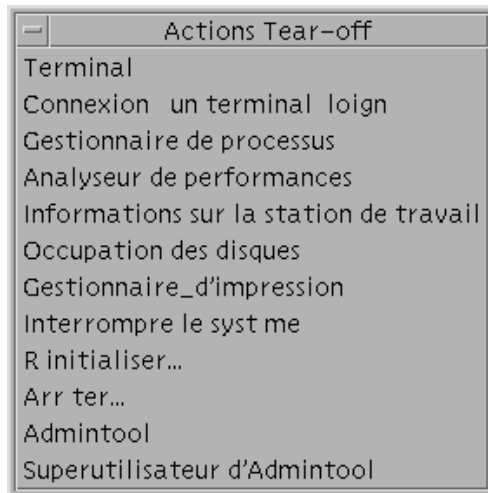 Actions Tear-off
Terminal
Connexion  un terminal  loign
Gestionnaire de processus
Analyseur de performances
Informations sur la station de travail
Occupation des disques
Gestionnaire_d'impression
Interrompre le syst me
R initialiser...
Arr ter...
Admintool
Superutilisateur d'Admintool